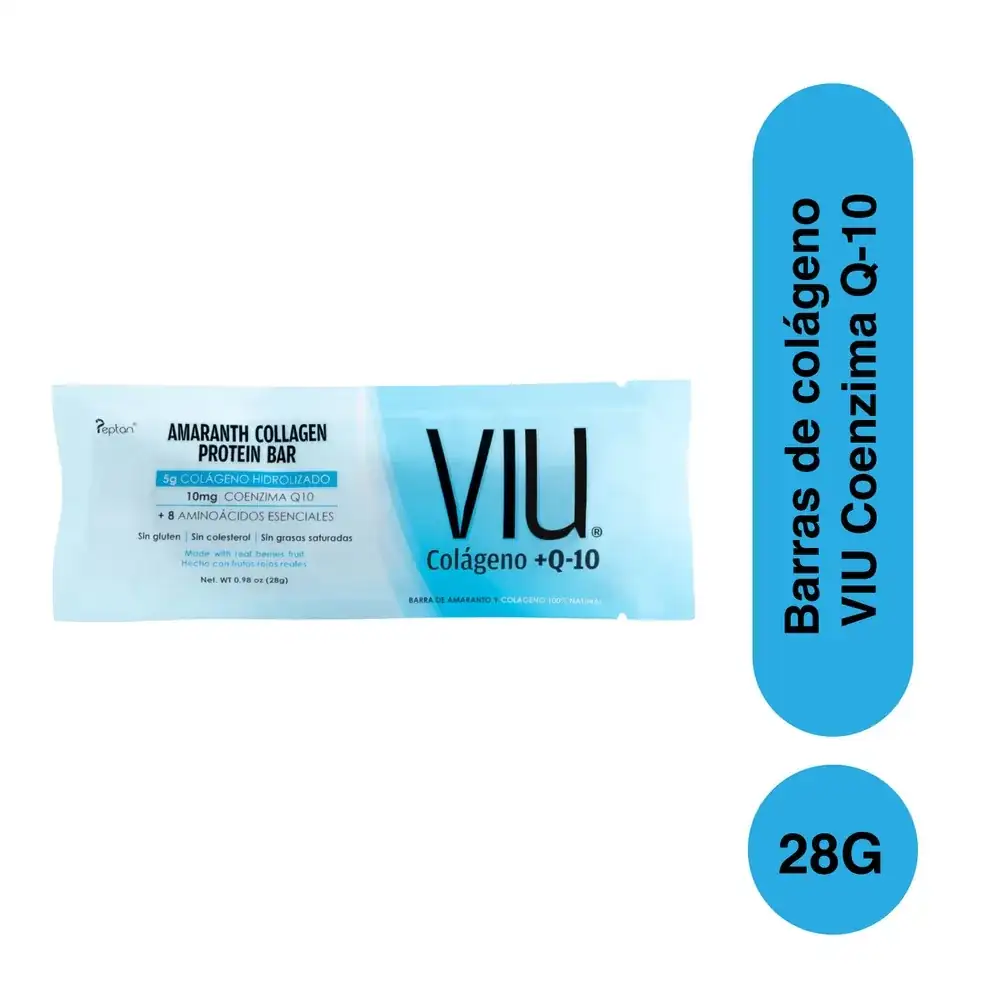 Peptan®
AMARANTH COLLAGEN
PROTEIN BAR
5g COLÁGENO HIDROLIZADO
10mg COENZIMA Q10
+ 8 AMINOÁCIDOS ESENCIALES
Sin gluten | Sin colesterol | Sin grasas saturadas
Made with real berries fruit
Hecho con frutos rojos reales
Net. WT 0.98 oz (28g)
VIU®
Colágeno +Q-10
BARRA DE AMARANTO Y COLÁGENO 100% NATURAL
Barras de colágeno
VIU Coenzima Q-10
28G